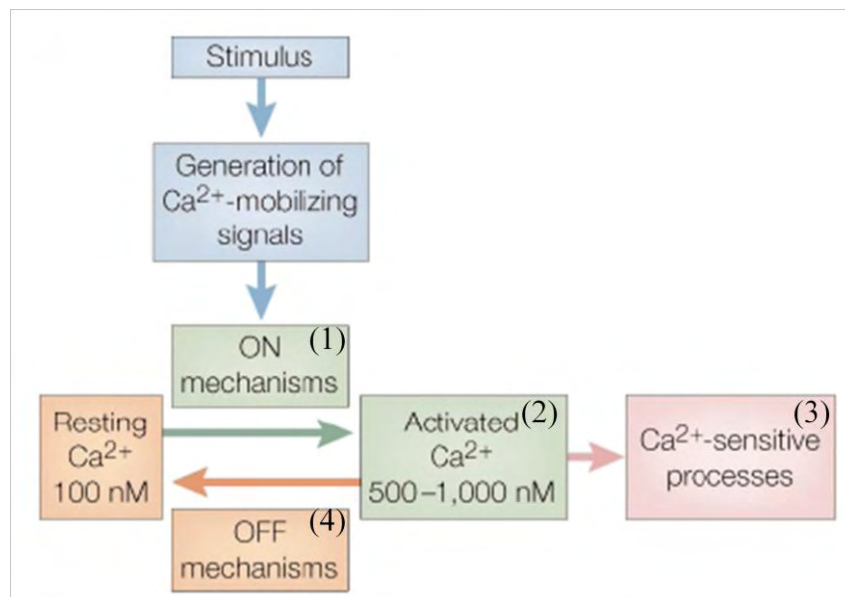 Stimulus
Generation of
Ca²⁺-mobilizing
signals
ON (1)
mechanisms
Resting
Ca²⁺
100 nM
Activated (2)
Ca²⁺
500–1,000 nM
(3)
Ca²⁺-sensitive
processes
OFF (4)
mechanisms